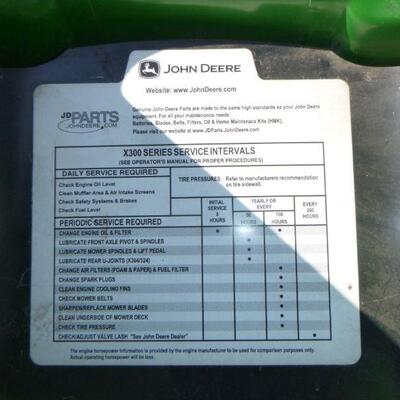 JOHN DEERE
Website: www.JohnDeere.com
JDPARTS
JOHNDEERE.COM
Genuine John Deere Parts are made to the same high standards as your John Deere
equipment. For all your maintenance needs:
Batteries, Blades, Belts, Filters, Oil & Home Maintenance Kits (HMK).
Please visit our website at www.JDParts.JohnDeere.com
X300 SERIES SERVICE INTERVALS
(SEE OPERATOR'S MANUAL FOR PROPER PROCEDURES)
DAILY SERVICE REQUIRED
Check Engine Oil Level
Clean Muffler Area & Air Intake Screens
Check Safety Systems & Brakes
Check Fuel Level
TIRE PRESSURES: Refer to manufacturers recommendation
on tire sidewall.
PERIODIC SERVICE REQUIRED
INITIAL
SERVICE
8
HOURS
YEARLY OR
EVERY
50
HOURS
100
HOURS
EVERY
200
HOURS
CHANGE ENGINE OIL & FILTER
LUBRICATE FRONT AXLE PIVOT & SPINDLES
LUBRICATE MOWER SPINDLES & LIFT PEDAL
LUBRICATE REAR U-JOINTS (X304/324)
CHANGE AIR FILTERS (FOAM & PAPER) & FUEL FILTER
CHANGE SPARK PLUGS
CLEAN ENGINE COOLING FINS
CHECK MOWER BELTS
SHARPEN/REPLACE MOWER BLADES
CLEAN UNDERSIDE OF MOWER DECK
CHECK TIRE PRESSURE
CHECK/ADJUST VALVE LASH "See John Deere Dealer"
The engine horsepower information is provided by the engine manufacturer to be used for comparison purposes only.
Actual operating horsepower will be less.